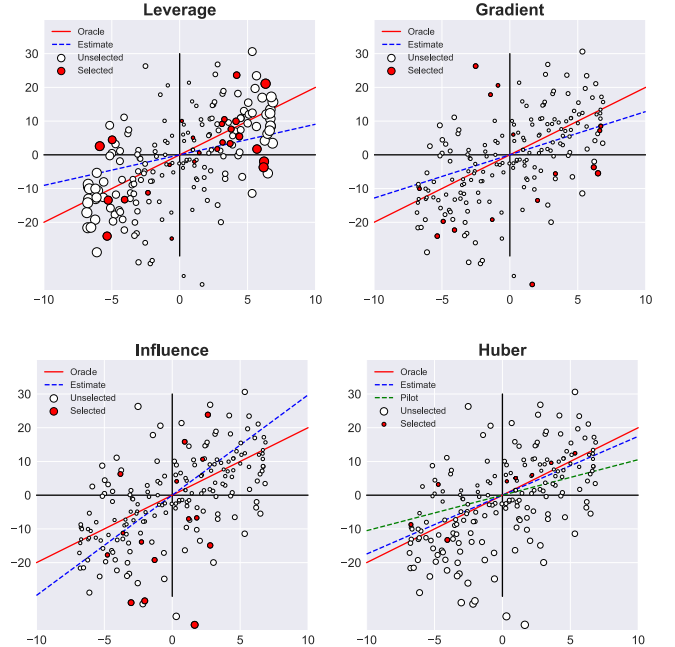 Leverage
Oracle
Estimate
Unselected
Selected
30
20
10
0
−10
−20
−10
−5
0
5
10
Gradient
Oracle
Estimate
Unselected
Selected
30
20
10
0
−10
−20
−10
−5
0
5
10
Influence
Oracle
Estimate
Unselected
Selected
30
20
10
0
−10
−20
−10
−5
0
5
10
Huber
Oracle
Estimate
Pilot
Unselected
Selected
30
20
10
0
−10
−20
−10
−5
0
5
10